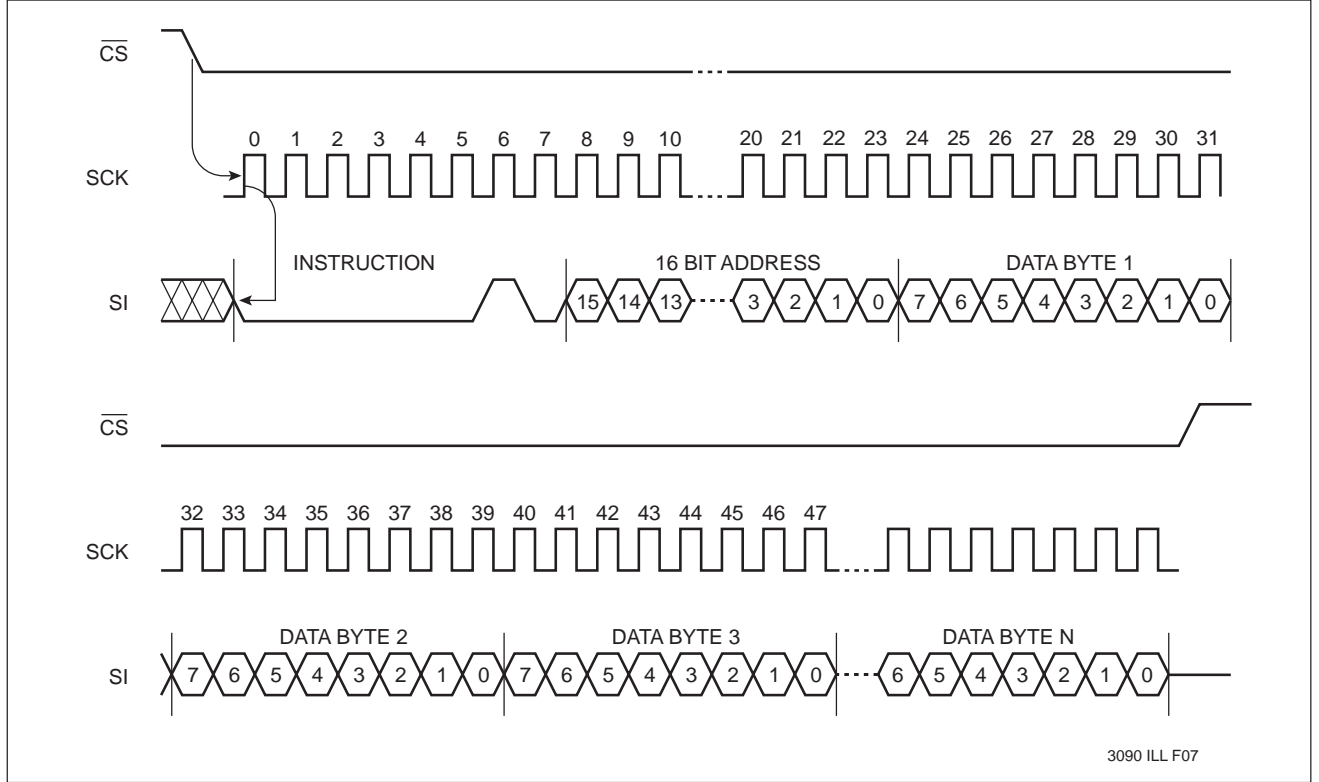 CS
0 1 2 3 4 5 6 7 8 9 10 20 21 22 23 24 25 26 27 28 29 30 31
SCK
INSTRUCTION 16 BIT ADDRESS DATA BYTE 1
SI 15 14 13 3 2 1 0 7 6 5 4 3 2 1 0
CS
32 33 34 35 36 37 38 39 40 41 42 43 44 45 46 47
SCK
DATA BYTE 2 DATA BYTE 3 DATA BYTE N
SI 7 6 5 4 3 2 1 0 7 6 5 4 3 2 1 0 6 5 4 3 2 1 0
3090 ILL F07